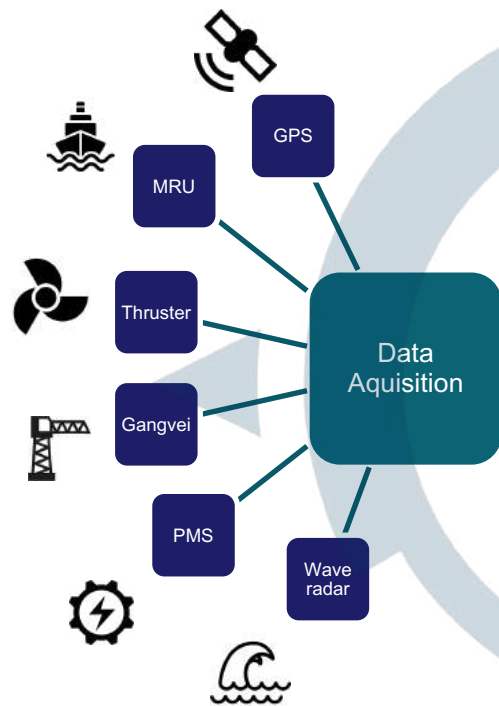 GPS
MRU
Thruster
Data
Aquisition
Gangvei
PMS
Wave
radar